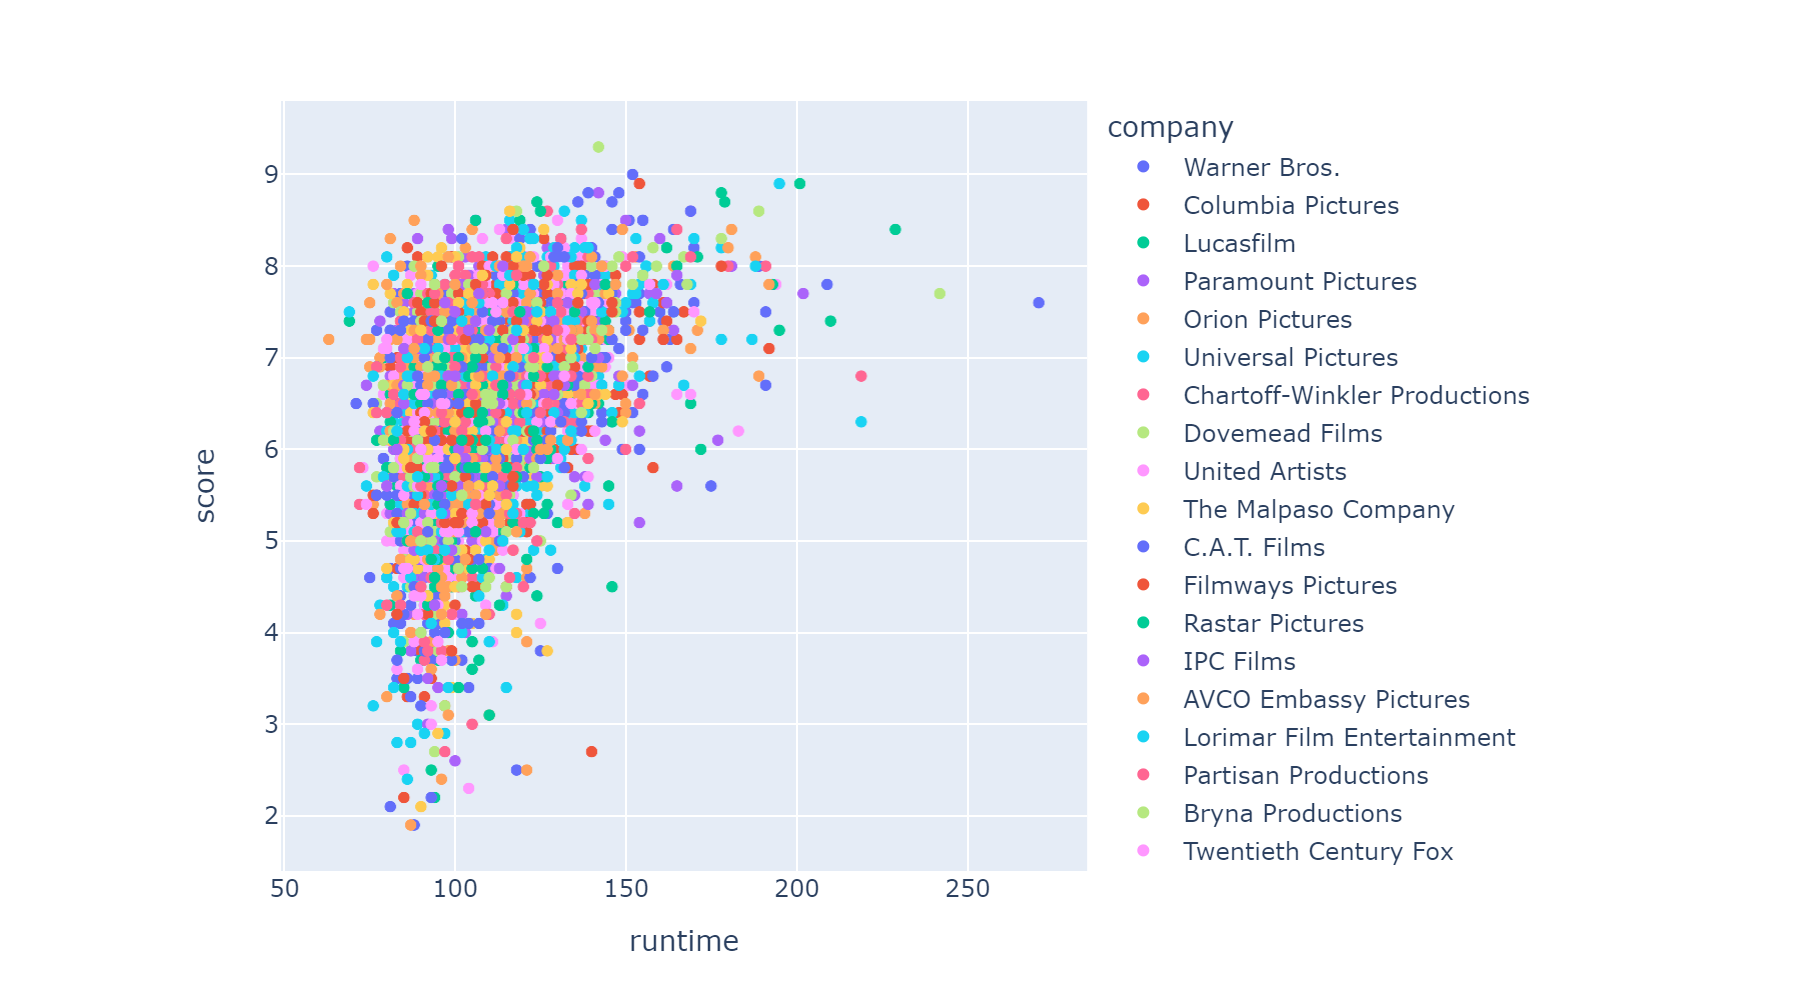 company
Warner Bros.
Columbia Pictures
Lucasfilm
Paramount Pictures
Orion Pictures
Universal Pictures
Chartoff-Winkler Productions
Dovemead Films
United Artists
The Malpaso Company
C.A.T. Films
Filmways Pictures
Rastar Pictures
IPC Films
AVCO Embassy Pictures
Lorimar Film Entertainment
Partisan Productions
Bryna Productions
Twentieth Century Fox
score
9
8
7
6
5
4
3
2
50 100 150 200 250
runtime